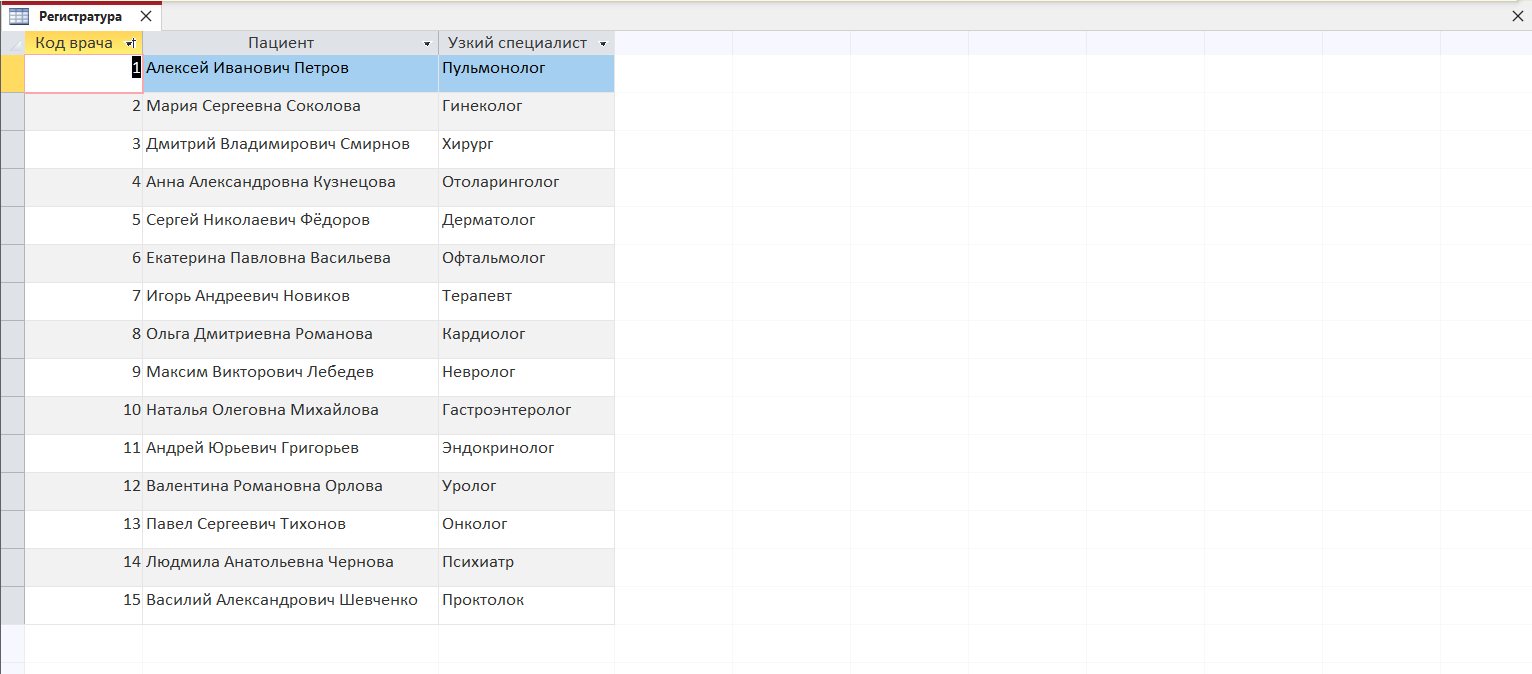 Регистратура
Код врача Пациент Узкий специалист
1 Алексей Иванович Петров Пульмонолог
2 Мария Сергеевна Соколова Гинеколог
3 Дмитрий Владимирович Смирнов Хирург
4 Анна Александровна Кузнецова Отоларинголог
5 Сергей Николаевич Фёдоров Дерматолог
6 Екатерина Павловна Васильева Офтальмолог
7 Игорь Андреевич Новиков Терапевт
8 Ольга Дмитриевна Романова Кардиолог
9 Максим Викторович Лебедев Невролог
10 Наталья Олеговна Михайлова Гастроэнтеролог
11 Андрей Юрьевич Григорьев Эндокринолог
12 Валентина Романовна Орлова Уролог
13 Павел Сергеевич Тихонов Онколог
14 Людмила Анатольевна Чернова Психиатр
15 Василий Александрович Шевченко Проктолок